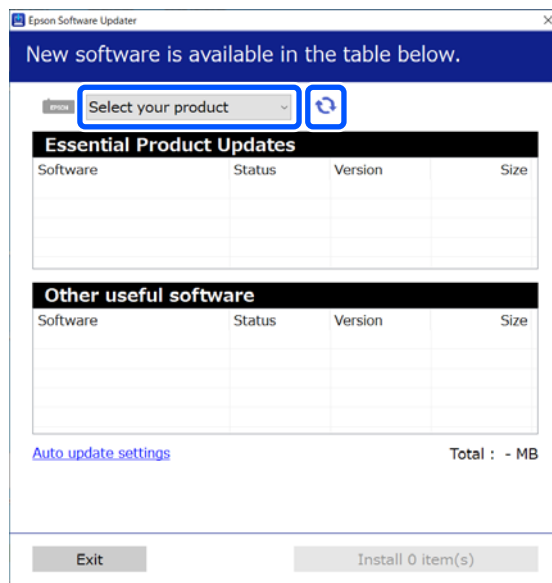 Epson Software Updater
New software is available in the table below.
EPSON Select your product
Essential Product Updates
Software Status Version Size
Other useful software
Software Status Version Size
Auto update settings Total : - MB
Exit Install 0 item(s)